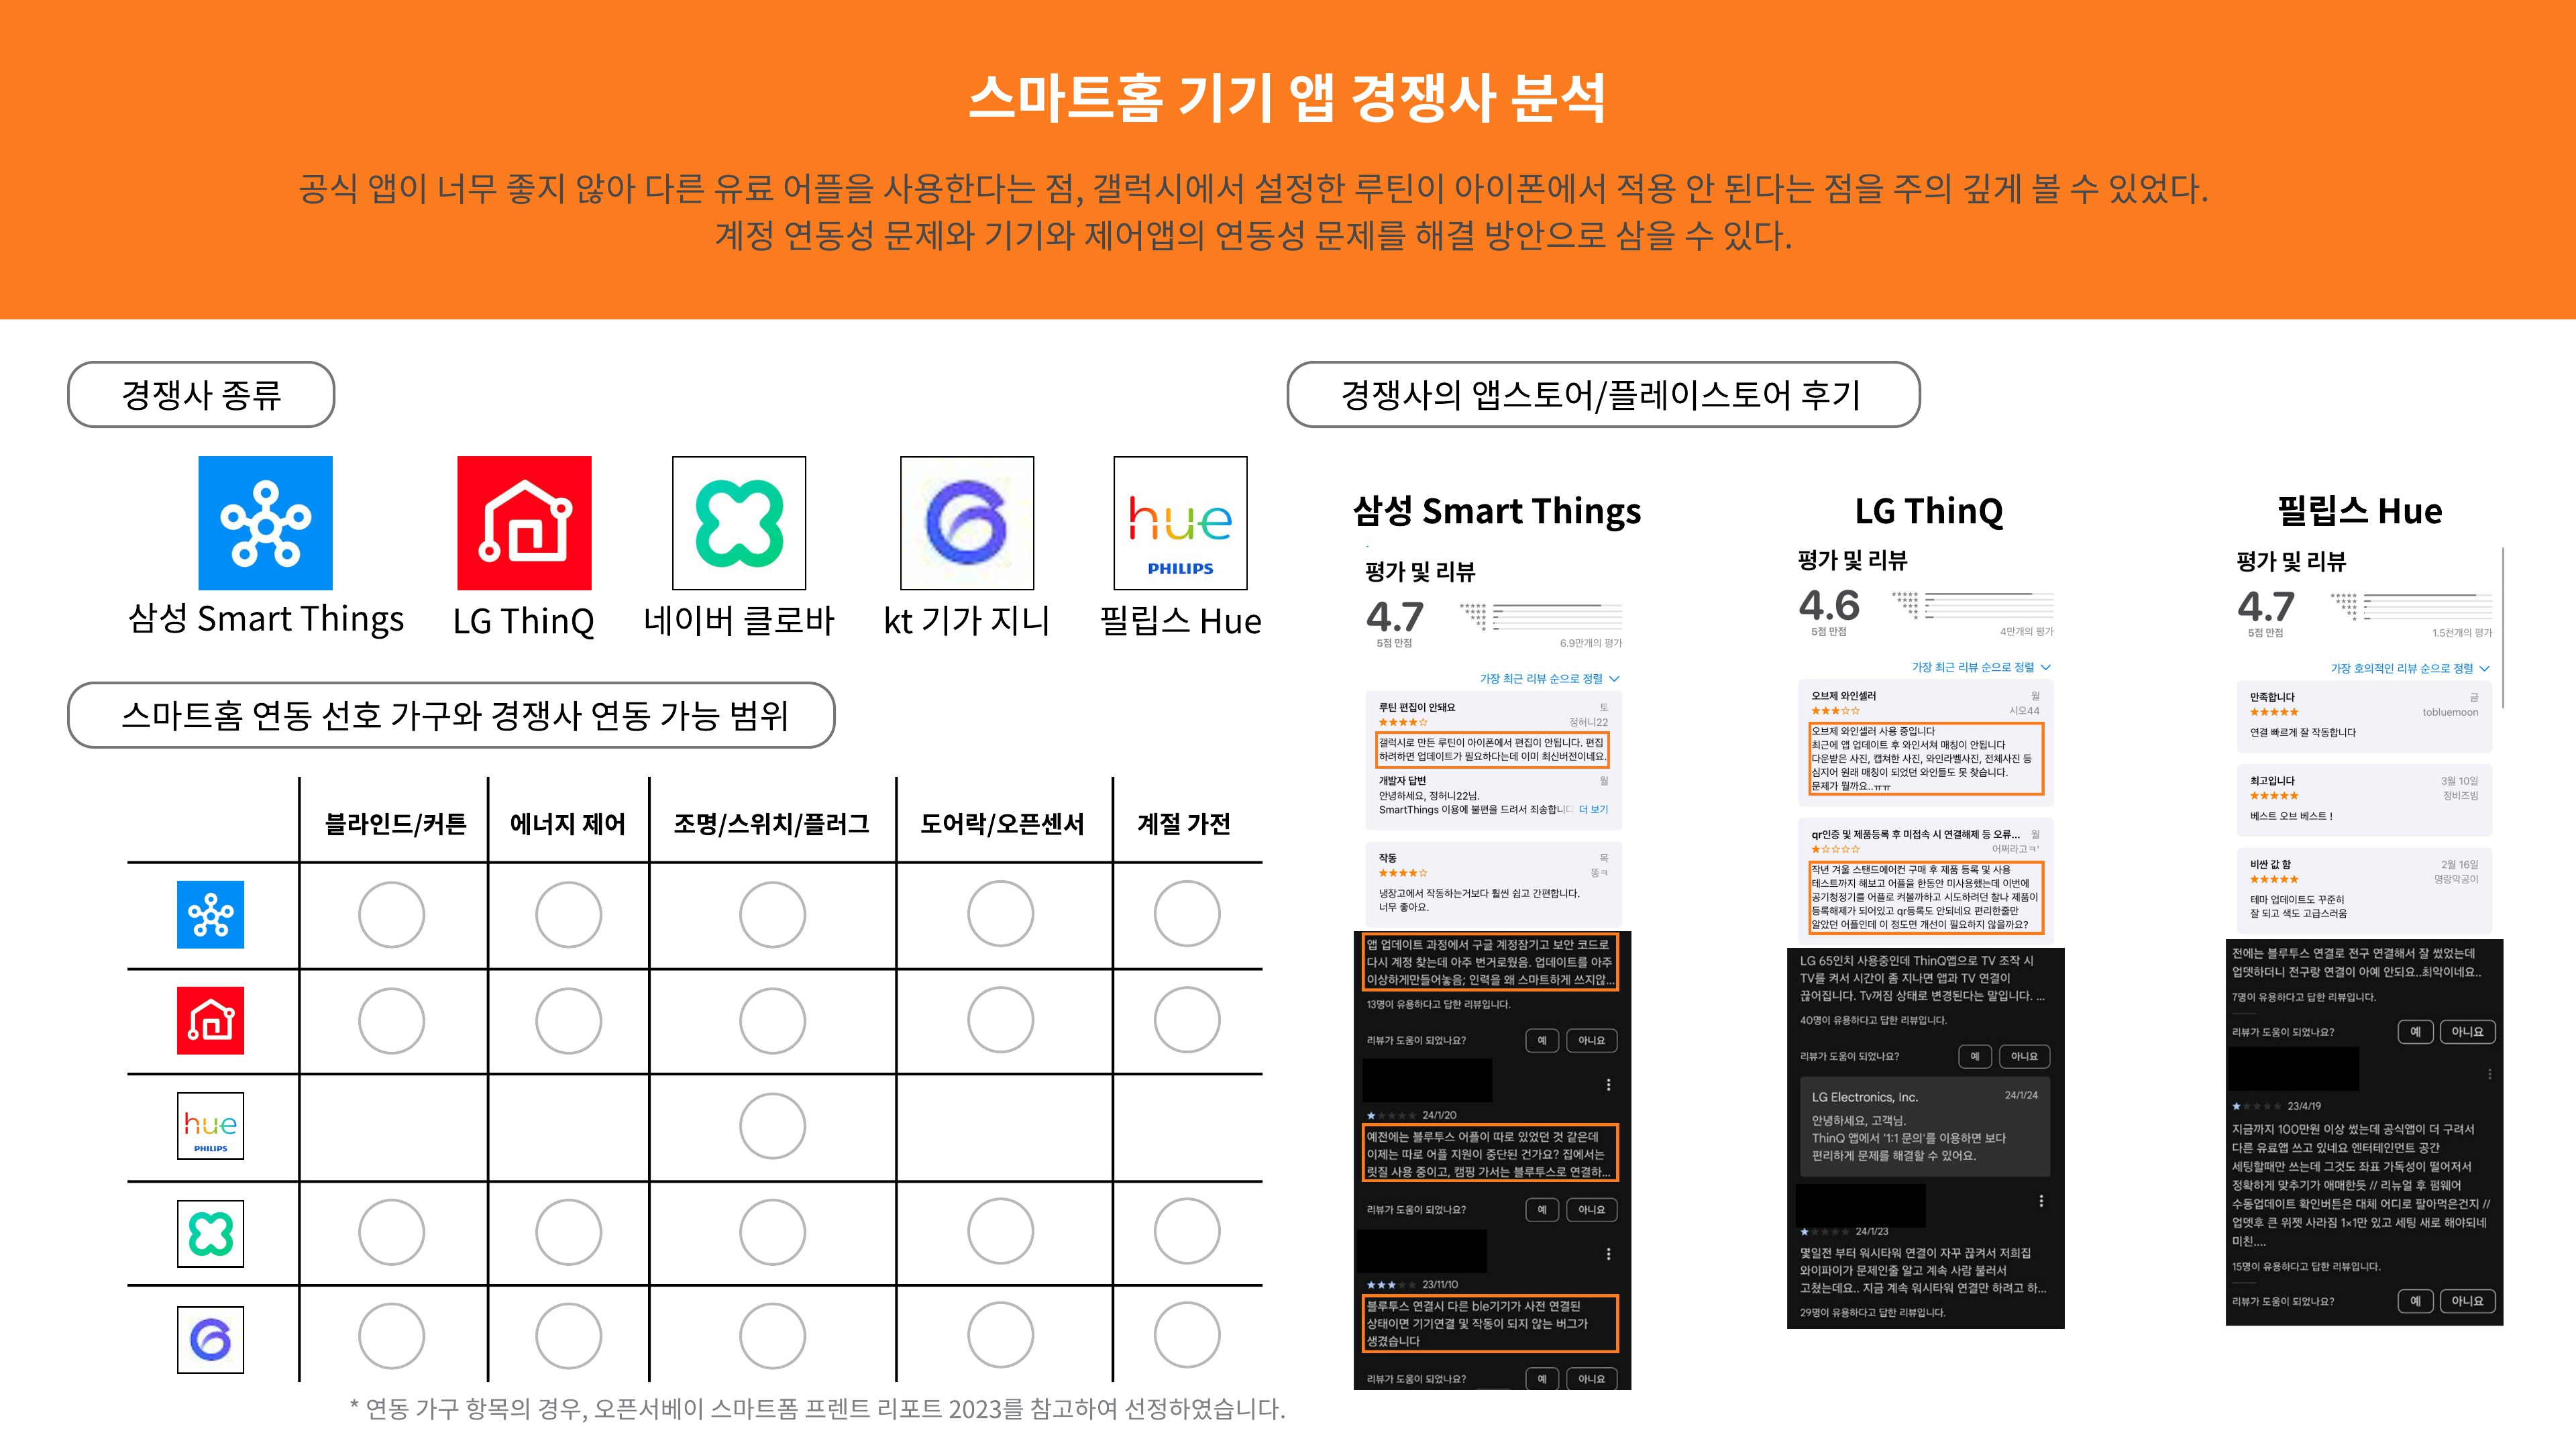 스마트홈 기기 앱 경쟁사 분석
공식 앱이 너무 좋지 않아 다른 유료 어플을 사용한다는 점, 갤럭시에서 설정한 루틴이 아이폰에서 적용 안 된다는 점을 주의 깊게 볼 수 있었다.
계정 연동성 문제와 기기와 제어앱의 연동성 문제를 해결 방안으로 삼을 수 있다.
경쟁사 종류
hue
PHILIPS
삼성 Smart Things
LG ThinQ
네이버 클로바
kt 기가 지니
필립스 Hue
스마트홈 연동 선호 가구와 경쟁사 연동 가능 범위
블라인드/커튼
에너지 제어
조명/스위치/플러그
도어락/오픈센서
계절 가전
hue
PHILIPS
* 연동 가구 항목의 경우, 오픈서베이 스마트폼 프렌트 리포트 2023를 참고하여 선정하였습니다.
경쟁사의 앱스토어/플레이스토어 후기
삼성 Smart Things
평가 및 리뷰
4.7
5점 만점
6.9만개의 평가
가장 최근 리뷰 순으로 정렬
루틴 편집이 안돼요
토
정허니22
갤럭시로 만든 루틴이 아이폰에서 편집이 안됩니다. 편집
하려하면 업데이트가 필요하다는데 이미 최신버전이네요.
개발자 답변
월
안녕하세요, 정허니22님.
SmartThings 이용에 불편을 드려서 죄송합니다 더 보기
작동
목
똥ㅋ
냉장고에서 작동하는거보다 훨씬 쉽고 간편합니다.
너무 좋아요.
앱 업데이트 과정에서 구글 계정잠기고 보안 코드로
다시 계정 찾는데 아주 번거로웠음. 업데이트를 아주
이상하게만들어놓음; 인력을 왜 스마트하게 쓰지않...
13명이 유용하다고 답한 리뷰입니다.
리뷰가 도움이 되었나요?
예
아니요
24/1/20
예전에는 블루투스 어플이 따로 있었던 것 같은데
이제는 따로 어플 지원이 중단된 건가요? 집에서는
릿질 사용 중이고, 캠핑 가서는 블루투스로 연결하...
리뷰가 도움이 되었나요?
예
아니요
23/11/10
블루투스 연결시 다른 ble기기가 사전 연결된
상태이면 기기연결 및 작동이 되지 않는 버그가
생겼습니다
리뷰가 도움이 되었나요?
예
아니요
LG ThinQ
평가 및 리뷰
4.6
5점 만점
4만개의 평가
가장 최근 리뷰 순으로 정렬
오브제 와인셀러
월
시오44
오브제 와인셀러 사용 중입니다
최근에 앱 업데이트 후 와인서쳐 매칭이 안됩니다
다운받은 사진, 캡쳐한 사진, 와인라벨사진, 전체사진 등
심지어 원래 매칭이 되었던 와인들도 못 찾습니다.
문제가 뭘까요..ㅠㅠ
qr인증 및 제품등록 후 미접속 시 연결해제 등 오류...
월
어쩌라고ㅋ'
작년 겨울 스탠드에어컨 구매 후 제품 등록 및 사용
테스트까지 해보고 어플을 한동안 미사용했는데 이번에
공기청정기를 어플로 켜볼까하고 시도하려던 찰나 제품이
등록해제가 되어있고 qr등록도 안되네요 편리한줄만
알았던 어플인데 이 정도면 개선이 필요하지 않을까요?
LG 65인치 사용중인데 ThinQ앱으로 TV 조작 시
TV를 켜서 시간이 좀 지나면 앱과 TV 연결이
끊어집니다. Tv꺼짐 상태로 변경된다는 말입니다. ...
40명이 유용하다고 답한 리뷰입니다.
리뷰가 도움이 되었나요?
예
아니요
LG Electronics, Inc.
24/1/24
안녕하세요, 고객님.
ThinQ 앱에서 '1:1 문의'를 이용하면 보다
편리하게 문제를 해결할 수 있어요.
24/1/23
몇일전 부터 워시타워 연결이 자꾸 끊켜서 저희집
와이파이가 문제인줄 알고 계속 사람 불러서
고쳤는데요.. 지금 계속 워시타워 연결만 하려고 하...
29명이 유용하다고 답한 리뷰입니다.
필립스 Hue
평가 및 리뷰
4.7
5점 만점
1.5천개의 평가
가장 호의적인 리뷰 순으로 정렬
만족합니다
금
tobluemoon
연결 빠르게 잘 작동합니다
최고입니다
3월 10일
정비즈빔
베스트 오브 베스트 !
비싼 값 함
2월 16일
명랑막공이
테마 업데이트도 꾸준히
잘 되고 색도 고급스러움
전에는 블루투스 연결로 전구 연결해서 잘 썼었는데
업뎃하더니 전구랑 연결이 아예 안되요..최악이네요..
7명이 유용하다고 답한 리뷰입니다.
리뷰가 도움이 되었나요?
예
아니요
23/4/19
지금까지 100만원 이상 썼는데 공식앱이 더 구려서
다른 유료앱 쓰고 있네요 엔터테인먼트 공간
세팅할때만 쓰는데 그것도 좌표 가독성이 떨어져서
정확하게 맞추기가 애매한듯 // 리뉴얼 후 펌웨어
수동업데이트 확인버튼은 대체 어디로 팔아먹은건지 //
업뎃후 큰 위젯 사라짐 1×1만 있고 세팅 새로 해야되네
미친....
15명이 유용하다고 답한 리뷰입니다.
리뷰가 도움이 되었나요?
예
아니요